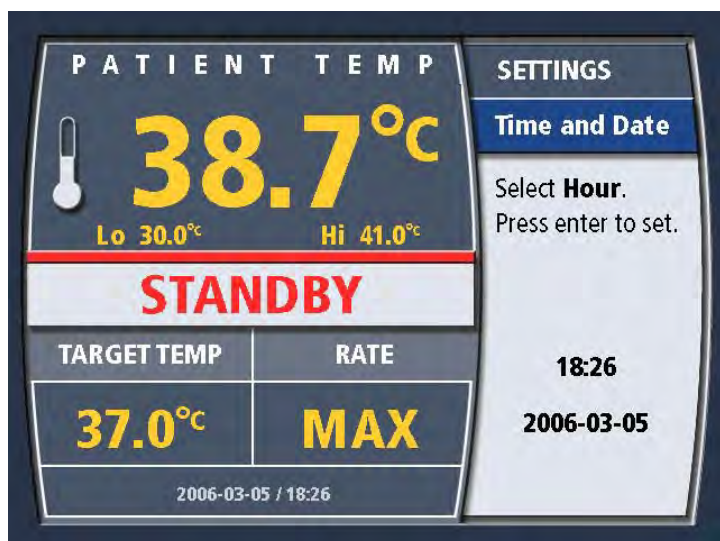 PATIENT TEMP
38.7°C
Lo 30.0°C
Hi 41.0°C
STANDBY
TARGET TEMP
RATE
37.0°C
MAX
2006-03-05 / 18:26
SETTINGS
Time and Date
Select Hour.
Press enter to set.
18:26
2006-03-05